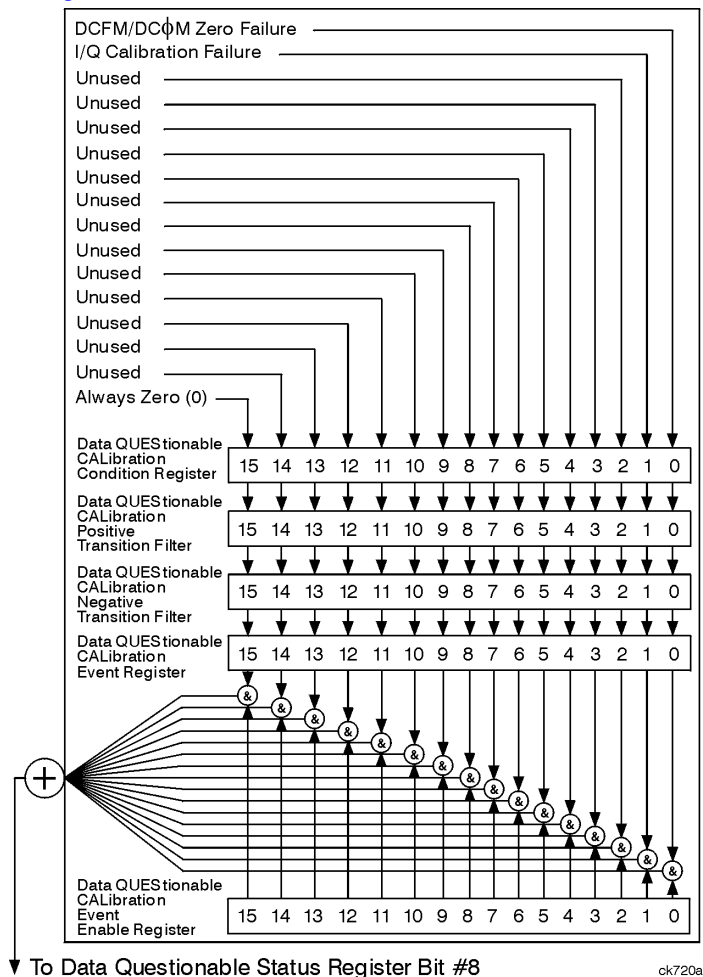 DCFM/DCϕM Zero Failure
I/Q Calibration Failure
Unused
Unused
Unused
Unused
Unused
Unused
Unused
Unused
Unused
Unused
Unused
Unused
Unused
Always Zero (0)
Data QUEStionable
CALibration
Condition Register
15 14 13 12 11 10 9 8 7 6 5 4 3 2 1 0
Data QUEStionable
CALibration
Positive
Transition Filter
15 14 13 12 11 10 9 8 7 6 5 4 3 2 1 0
Data QUEStionable
CALibration
Negative
Transition Filter
15 14 13 12 11 10 9 8 7 6 5 4 3 2 1 0
Data QUEStionable
CALibration
Event Register
15 14 13 12 11 10 9 8 7 6 5 4 3 2 1 0
& & & & & & & & & & & & & & & &
+
Data QUEStionable
CALibration
Event
Enable Register
15 14 13 12 11 10 9 8 7 6 5 4 3 2 1 0
To Data Questionable Status Register Bit #8
ck720a